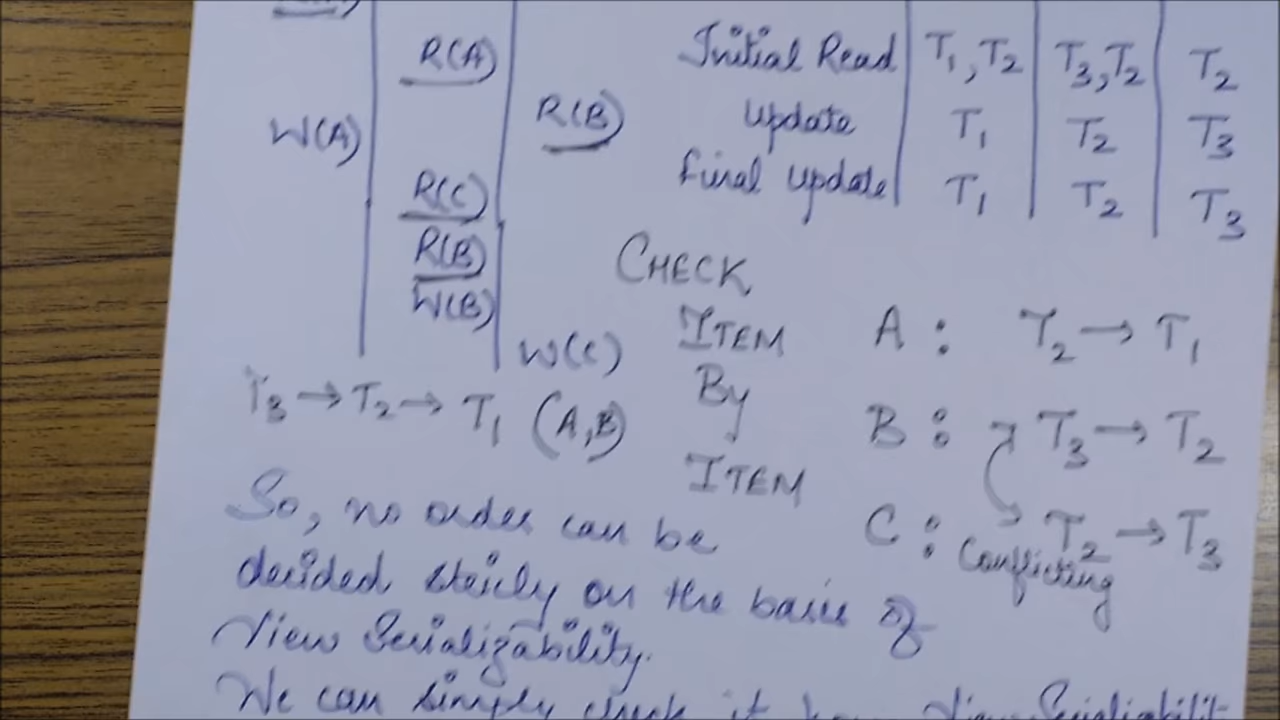 R(A)
W(A)
R(B)
R(C)
R(B)
W(B)
W(C)
Initial Read T1, T2 T3, T2 T2
Update T1 T2 T3
Final Update T1 T2 T3
CHECK
ITEM
By
ITEM
A : T2 → T1
B : T3 → T2
C : T2 → T3
Conflicting
T3 → T2 → T1 (A,B)
So, no order can be
decided on the basis of
View Serializability.
We can simply check it